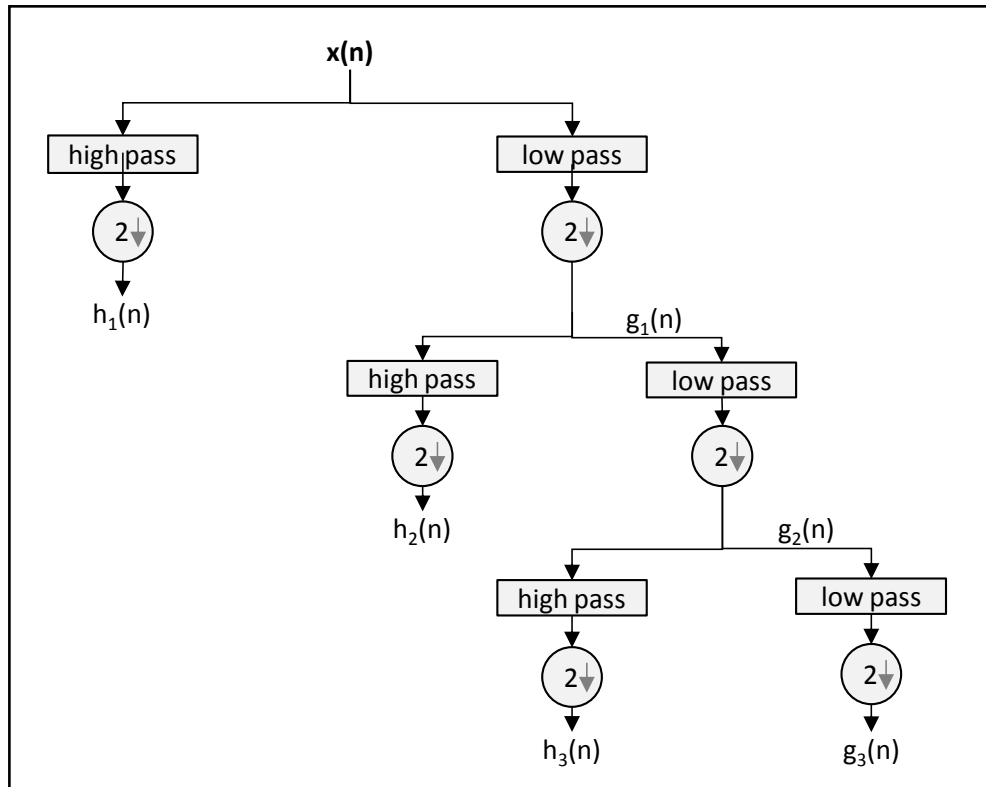 x(n)
high pass
low pass
2
2
h₁(n)
g₁(n)
high pass
low pass
2
2
h₂(n)
g₂(n)
high pass
low pass
2
2
h₃(n)
g₃(n)